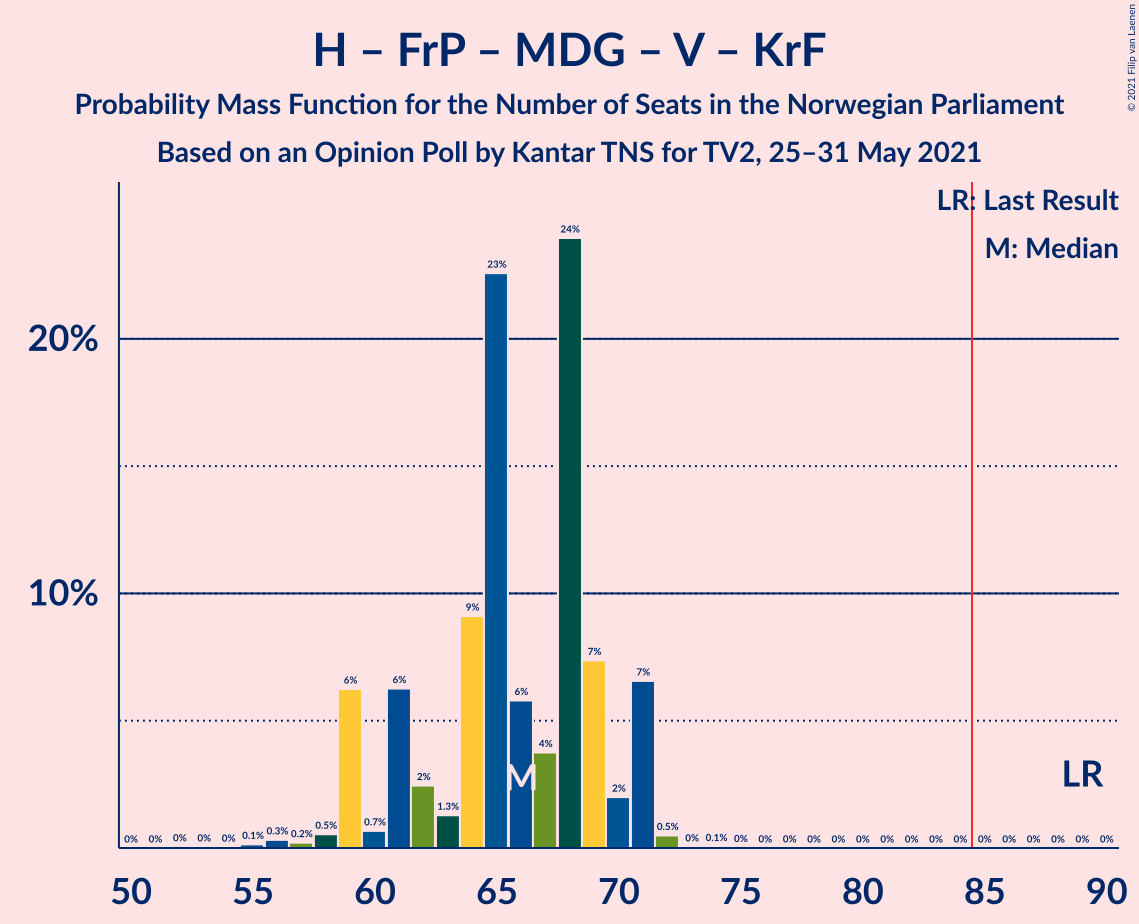 H – FrP – MDG – V – KrF
Probability Mass Function for the Number of Seats in the Norwegian Parliament
Based on an Opinion Poll by Kantar TNS for TV2, 25–31 May 2021
© 2021 Filip van Laenen
LR: Last Result
M: Median
24%
23%
20%
10%
9%
7%
7%
6%
6%
6%
4%
M
LR
2%
2%
1.3%
0% 0% 0% 0% 0% 0.1% 0.3% 0.2% 0.5% 0.7% 0.5% 0% 0.1% 0% 0% 0% 0% 0% 0% 0% 0% 0% 0% 0% 0% 0% 0% 0% 0%
50 55 60 65 70 75 80 85 90